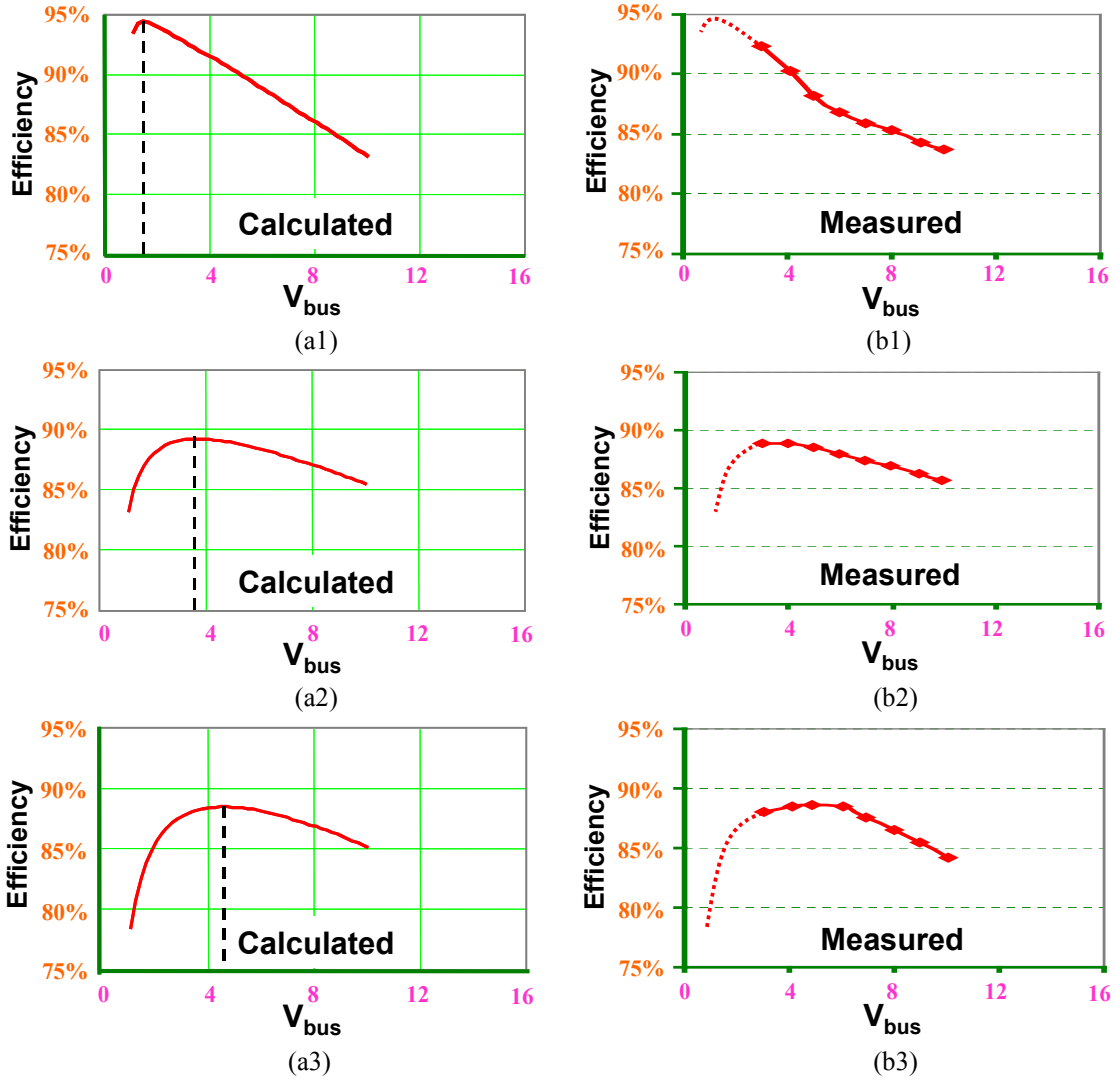 95%
90%
85%
80%
75%
Efficiency
Calculated
0 4 8 12 16
Vbus
(a1)
95%
90%
85%
80%
75%
Efficiency
Measured
0 4 8 12 16
Vbus
(b1)
95%
90%
85%
80%
75%
Efficiency
Calculated
0 4 8 12 16
Vbus
(a2)
95%
90%
85%
80%
75%
Efficiency
Measured
0 4 8 12 16
Vbus
(b2)
95%
90%
85%
80%
75%
Efficiency
Calculated
0 4 8 12 16
Vbus
(a3)
95%
90%
85%
80%
75%
Efficiency
Measured
0 4 8 12 16
Vbus
(b3)